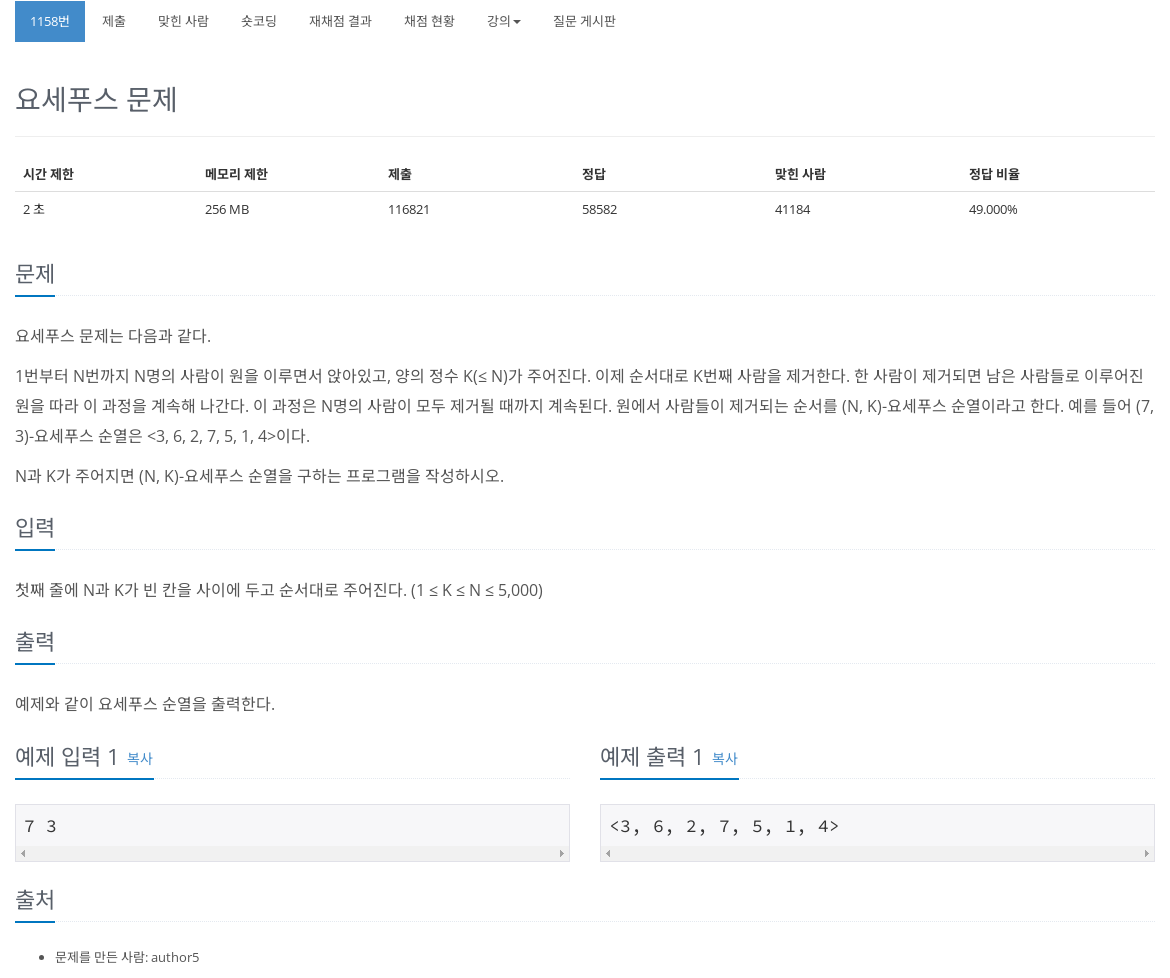 1158번 제출 맞힌 사람 숏코딩 재채점 결과 채점 현황 강의 질문 게시판
요세푸스 문제
시간 제한 메모리 제한 제출 정답 맞힌 사람 정답 비율
2 초 256 MB 116821 58582 41184 49.000%
문제
요세푸스 문제는 다음과 같다.
1번부터 N번까지 N명의 사람이 원을 이루면서 앉아있고, 양의 정수 K(≤ N)가 주어진다. 이제 순서대로 K번째 사람을 제거한다. 한 사람이 제거되면 남은 사람들로 이루어진
원을 따라 이 과정을 계속해 나간다. 이 과정은 N명의 사람이 모두 제거될 때까지 계속된다. 원에서 사람들이 제거되는 순서를 (N, K)-요세푸스 순열이라고 한다. 예를 들어 (7,
3)-요세푸스 순열은 <3, 6, 2, 7, 5, 1, 4>이다.
N과 K가 주어지면 (N, K)-요세푸스 순열을 구하는 프로그램을 작성하시오.
입력
첫째 줄에 N과 K가 빈 칸을 사이에 두고 순서대로 주어진다. (1 ≤ K ≤ N ≤ 5,000)
출력
예제와 같이 요세푸스 순열을 출력한다.
예제 입력 1 복사
7 3
예제 출력 1 복사
<3, 6, 2, 7, 5, 1, 4>
출처
문제를 만든 사람: author5